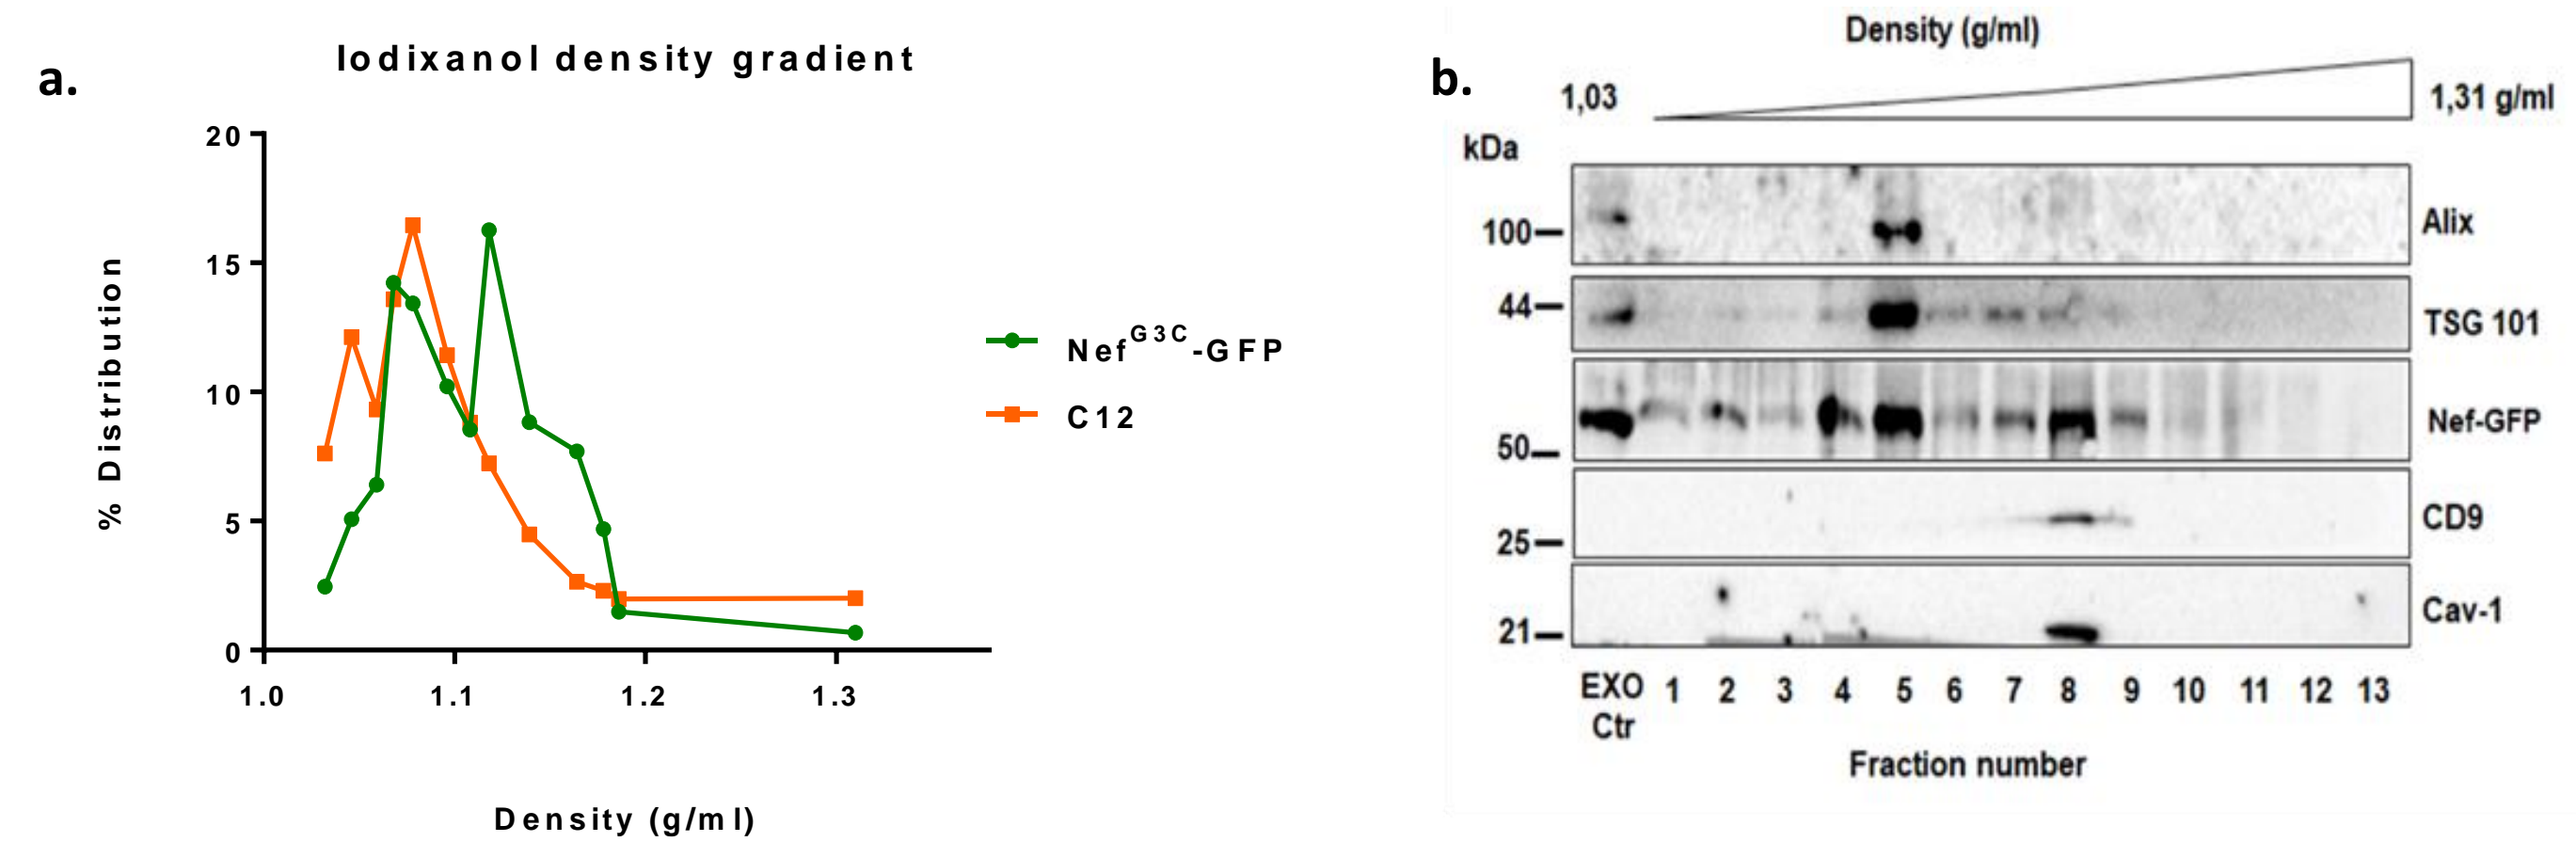 a.
Iodixanol density gradient
20
15
10
5
0
% Distribution
1.0 1.1 1.2 1.3
Density (g/ml)
Nef^G3C-GFP
C12
b.
Density (g/ml)
1,03
1,31 g/ml
kDa
100
Alix
44
TSG 101
50
Nef-GFP
25
CD9
21
Cav-1
EXO 1 2 3 4 5 6 7 8 9 10 11 12 13
Ctr
Fraction number